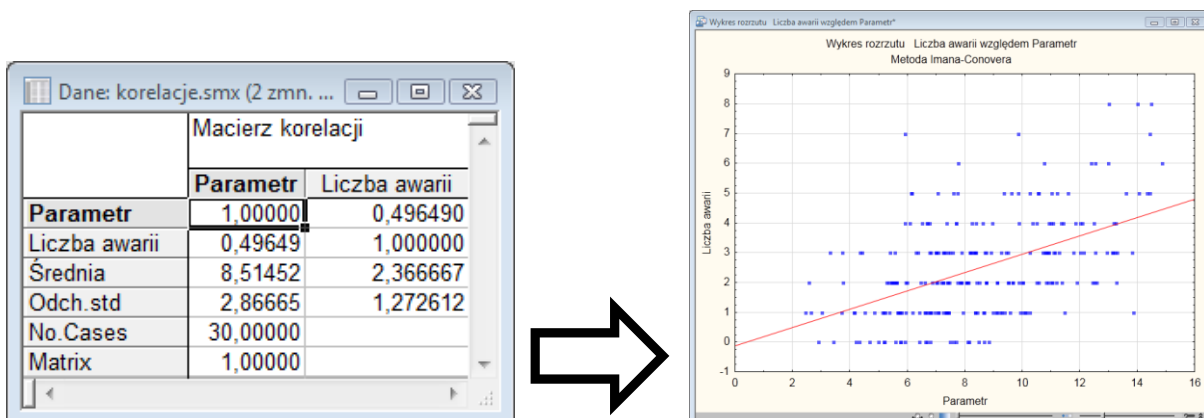 Dane: korelacje.smx (2 zmn. ...
Macierz korelacji
Parametr Liczba awarii
Parametr 1,00000 0,496490
Liczba awarii 0,49649 1,000000
Średnia 8,51452 2,366667
Odch.std 2,86665 1,272612
No.Cases 30,00000
Matrix 1,00000
Wykres rozrzutu Liczba awarii względem Parametr*
Wykres rozrzutu Liczba awarii względem Parametr
Metoda Imana-Conovera
9
8
7
6
5
4
3
2
1
0
-1
Liczba awarii
0 2 4 6 8 10 12 14 16
Parametr